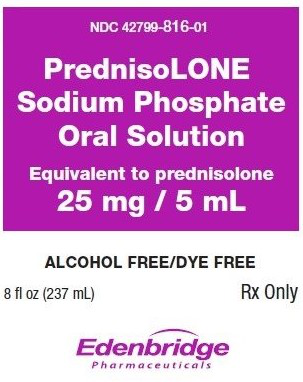 NDC 42799-816-01
PrednisoLONE
Sodium Phosphate
Oral Solution
Equivalent to prednisolone
25 mg / 5 mL
ALCOHOL FREE/DYE FREE
8 fl oz (237 mL) Rx Only
Edenbridge
Pharmaceuticals